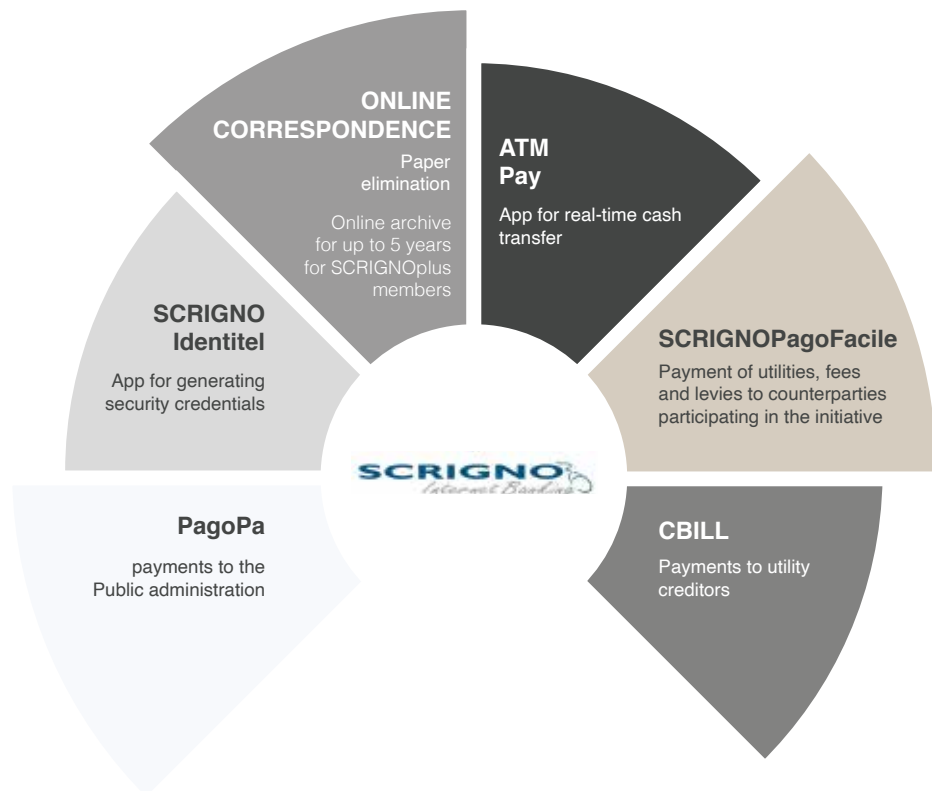 ONLINE
CORRESPONDENCE
Paper
elimination
Online archive
for up to 5 years
for SCRIGNOplus
members
ATM
Pay
App for real-time cash
transfer
SCRIGNO
Identitel
App for generating
security credentials
SCRIGNOPagoFacile
Payment of utilities, fees
and levies to counterparties
participating in the initiative
SCRIGNO
Internet Banking
PagoPa
payments to the
Public administration
CBILL
Payments to utility
creditors